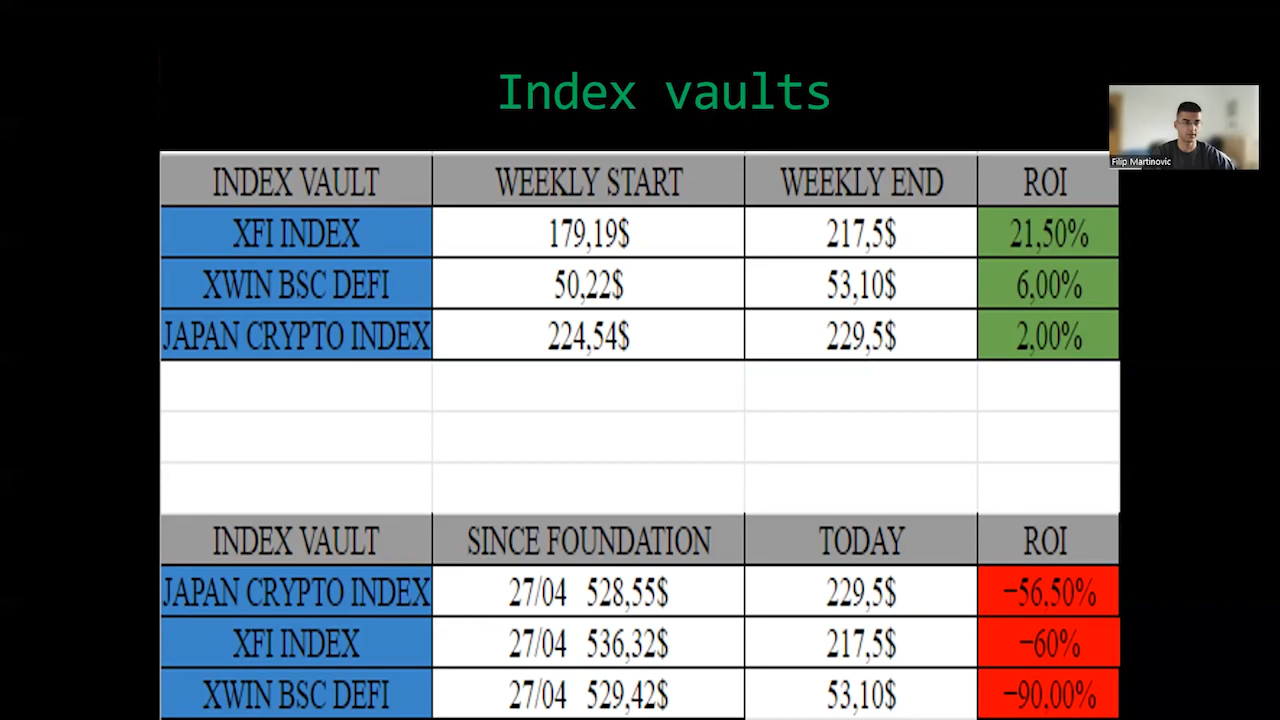 Index vaults
Filip Martinovic
INDEX VAULT WEEKLY START WEEKLY END ROI
XFI INDEX 179,19$ 217,5$ 21,50%
XWIN BSC DEFI 50,22$ 53,10$ 6,00%
JAPAN CRYPTO INDEX 224,54$ 229,5$ 2,00%
INDEX VAULT SINCE FOUNDATION TODAY ROI
JAPAN CRYPTO INDEX 27/04 528,55$ 229,5$ −56,50%
XFI INDEX 27/04 536,32$ 217,5$ −60%
XWIN BSC DEFI 27/04 529,42$ 53,10$ −90,00%